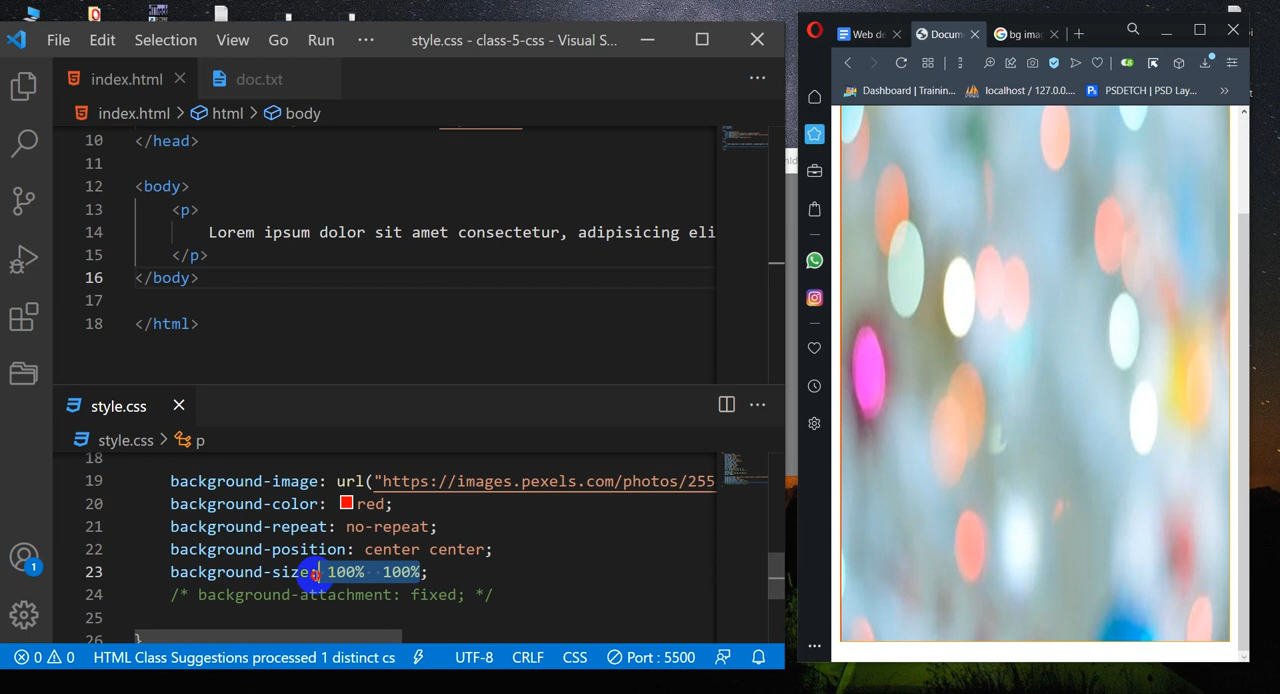 File Edit Selection View Go Run ··· style.css - class-5-css - Visual S...
index.html doc.txt
index.html > html > body
10 </head>
11
12 <body>
13 <p>
14 Lorem ipsum dolor sit amet consectetur, adipisicing eli
15 </p>
16 </body>
17
18 </html>
style.css
style.css > p
18
19 background-image: url("https://images.pexels.com/photos/255
20 background-color: red;
21 background-repeat: no-repeat;
22 background-position: center center;
23 background-size: 100% 100%;
24 /* background-attachment: fixed; */
25
26 }
1
0 0 HTML Class Suggestions processed 1 distinct cs UTF-8 CRLF CSS Port : 5500
Web de Docum bg imag
Dashboard | Trainin... localhost / 127.0.0.... PSDETCH | PSD Lay... »